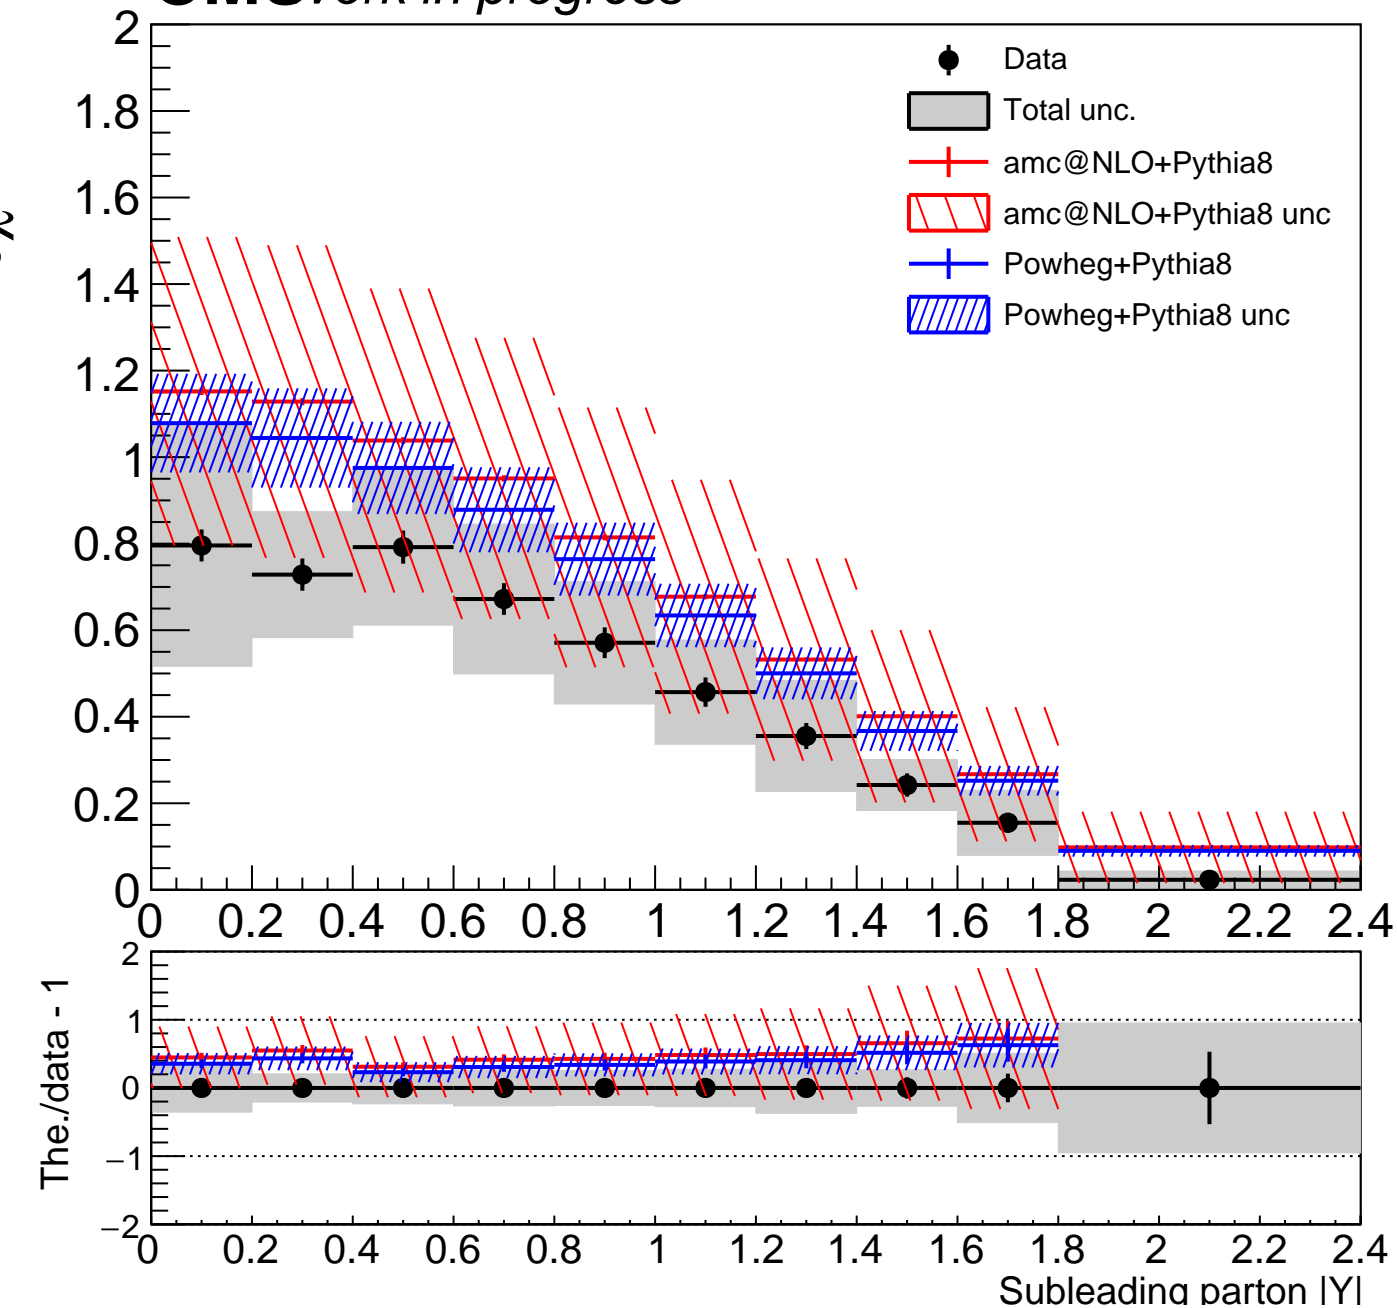 CMS Work in progress
2
1.8
1.6
1.4
1.2
1
0.8
0.6
0.4
0.2
0
Data
Total unc.
amc@NLO+Pythia8
amc@NLO+Pythia8 unc
Powheg+Pythia8
Powheg+Pythia8 unc
0 0.2 0.4 0.6 0.8 1 1.2 1.4 1.6 1.8 2 2.2 2.4
The./data - 1
2
1
0
−1
−2
0 0.2 0.4 0.6 0.8 1 1.2 1.4 1.6 1.8 2 2.2 2.4
Subleading parton |Y|